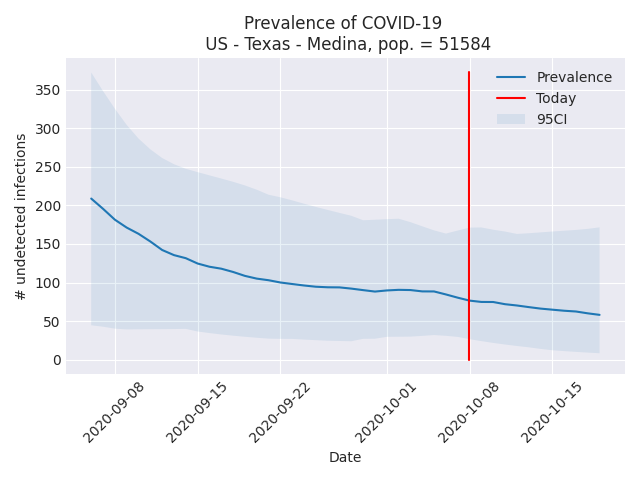 Prevalence of COVID-19
US - Texas - Medina, pop. = 51584
# undetected infections
350
300
250
200
150
100
50
0
Prevalence
Today
95CI
2020-09-08
2020-09-15
2020-09-22
2020-10-01
2020-10-08
2020-10-15
Date